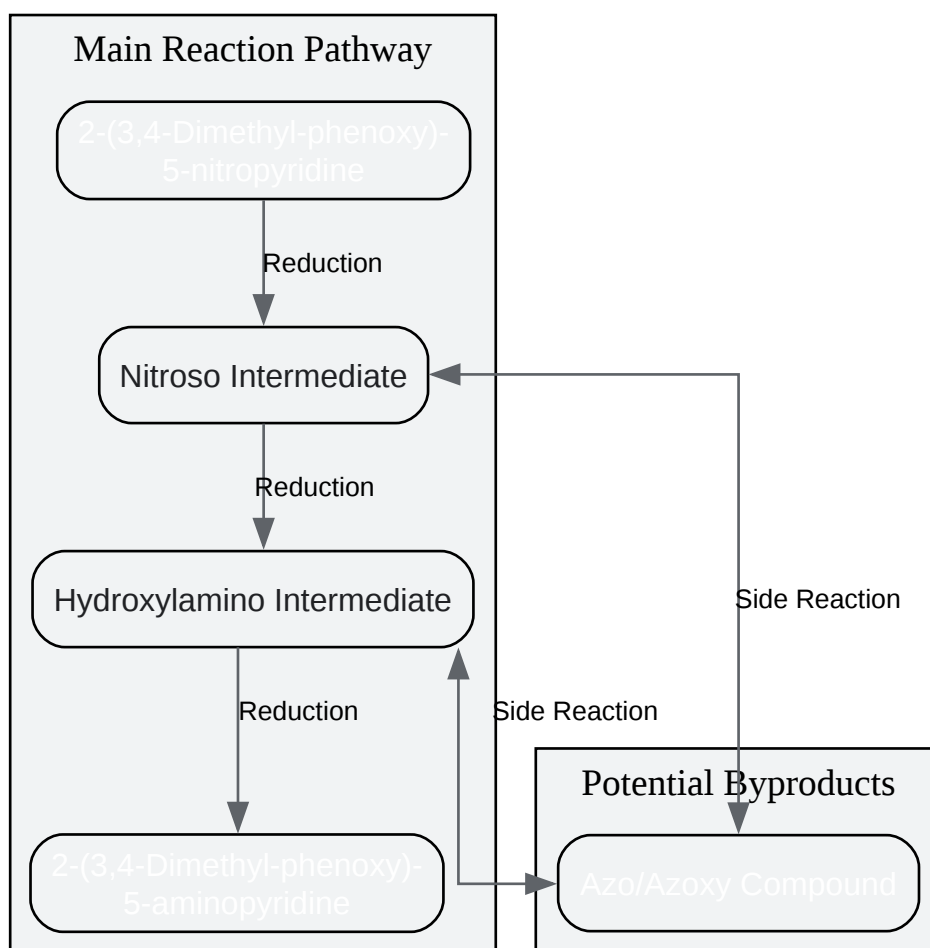 Main Reaction Pathway
2-(3,4-Dimethyl-phenoxy)-
5-nitropyridine
Reduction
Nitroso Intermediate
Reduction
Hydroxylamino Intermediate
Side Reaction
Reduction
Side Reaction
Potential Byproducts
2-(3,4-Dimethyl-phenoxy)-
5-aminopyridine
Azo/Azoxy Compound